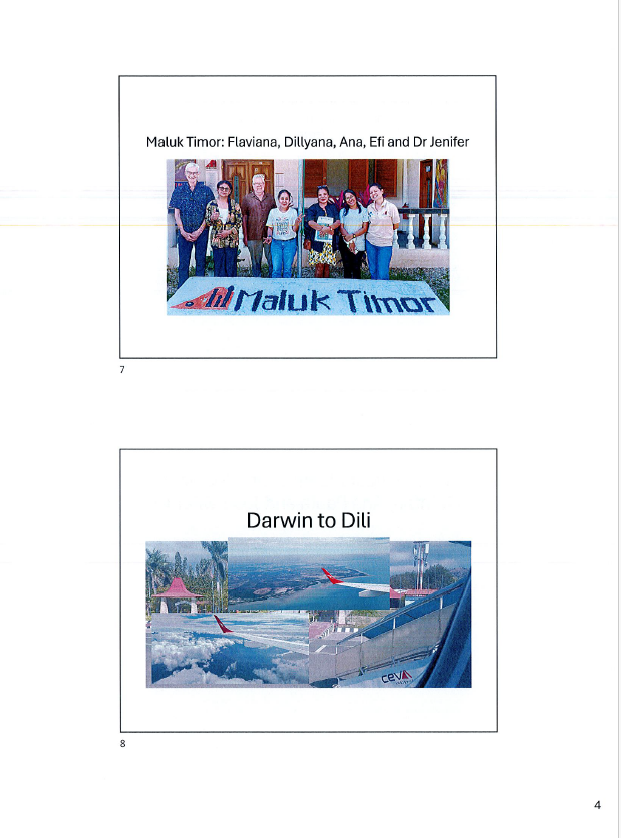 Maluk Timor: Flaviana, Dillyana, Ana, Efi and Dr Jenifer
Maluk Timor
7
Darwin to Dili
ceva
8
4